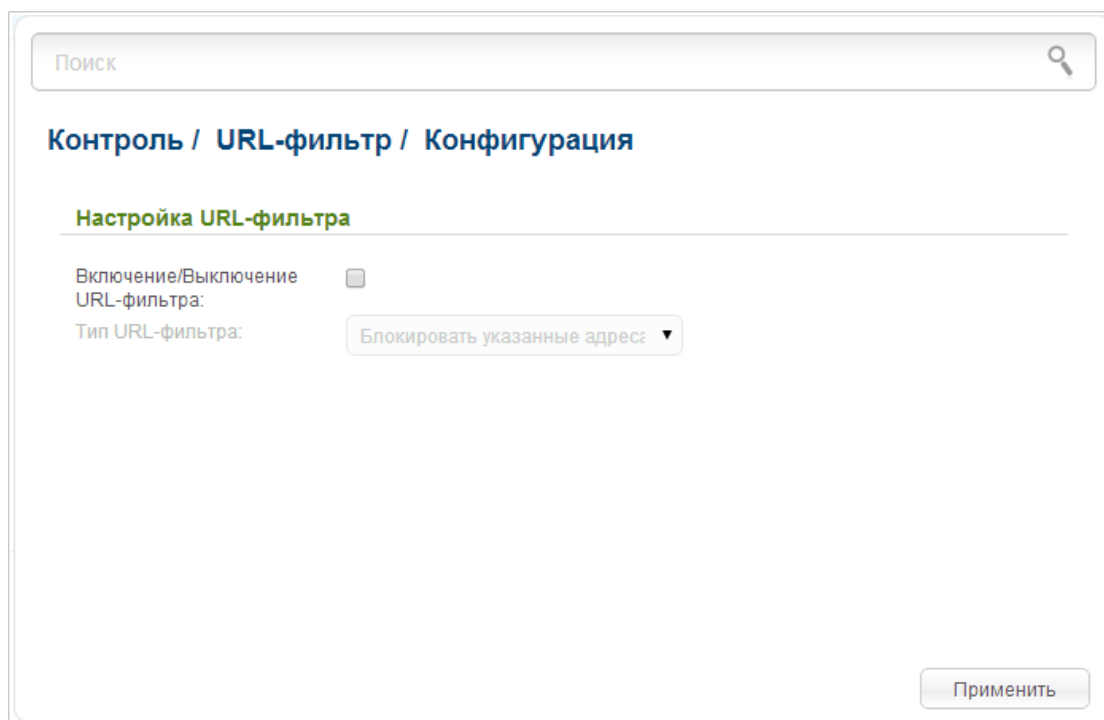 Поиск
Контроль / URL-фильтр / Конфигурация
Настройка URL-фильтра
Включение/Выключение
URL-фильтра:
Тип URL-фильтра:
Блокировать указанные адреса
Применить